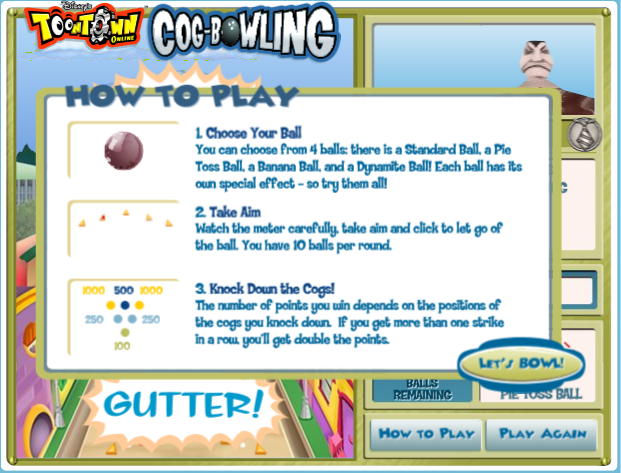 Disney's
TOONTOWN
ONLINE
COG-BOWLING
HOW TO PLAY
1. Choose Your Ball
You can choose from 4 balls: there is a Standard Ball, a Pie
Toss Ball, a Banana Ball, and a Dynamite Ball! Each ball has its
own special effect - so try them all!
2. Take Aim
Watch the meter carefully, take aim and click to let go of
the ball. You have 10 balls per round.
1000 500 1000
250 250
100
3. Knock Down the Cogs!
The number of points you win depends on the positions of
the cogs you knock down. If you get more than one strike
in a row, you'll get double the points.
LET'S BOWL!
BALLS
REMAINING
PIE TOSS BALL
GUTTER!
HOW TO PLAY
PLAY AGAIN